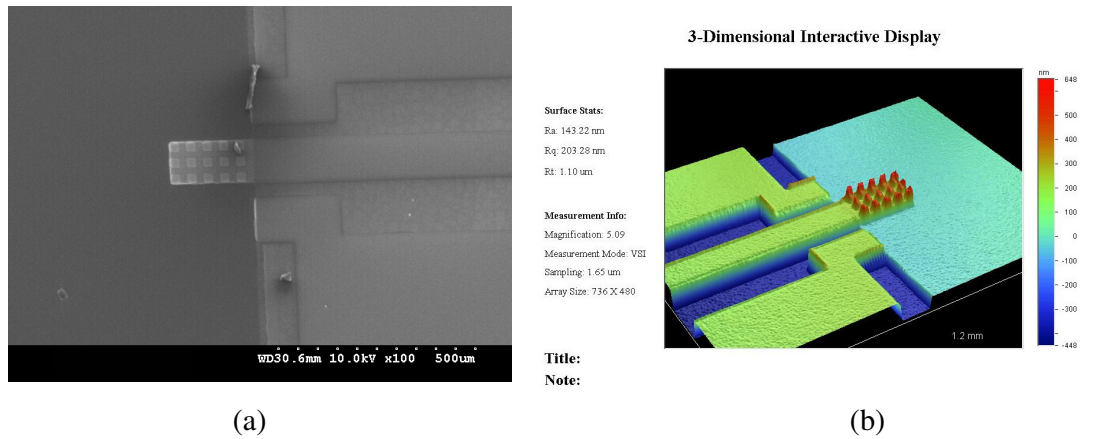 WD30.6mm 10.0kV x100 500um
(a)
3-Dimensional Interactive Display
Surface Stats:
Ra: 143.22 nm
Rq: 203.28 nm
Rt: 1.10 um
Measurement Info:
Magnification: 5.09
Measurement Mode: VSI
Sampling: 1.65 um
Array Size: 736 X 480
Title:
Note:
nm
648
500
400
300
200
100
0
-100
-200
-300
-448
1.2 mm
(b)